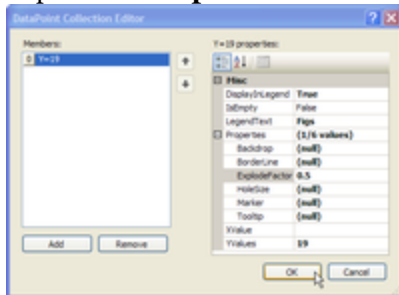 DataPoint Collection Editor
Members:
0 Y=19
Add Remove
Y=19 properties:
Misc
DisplayInLegend True
IsEmpty False
LegendText Figs
Properties (1/6 values)
Backdrop (null)
BorderLine (null)
ExplodeFactor 0.5
HoleSize (null)
Marker (null)
Tooltip (null)
XValue
YValues 19
OK Cancel